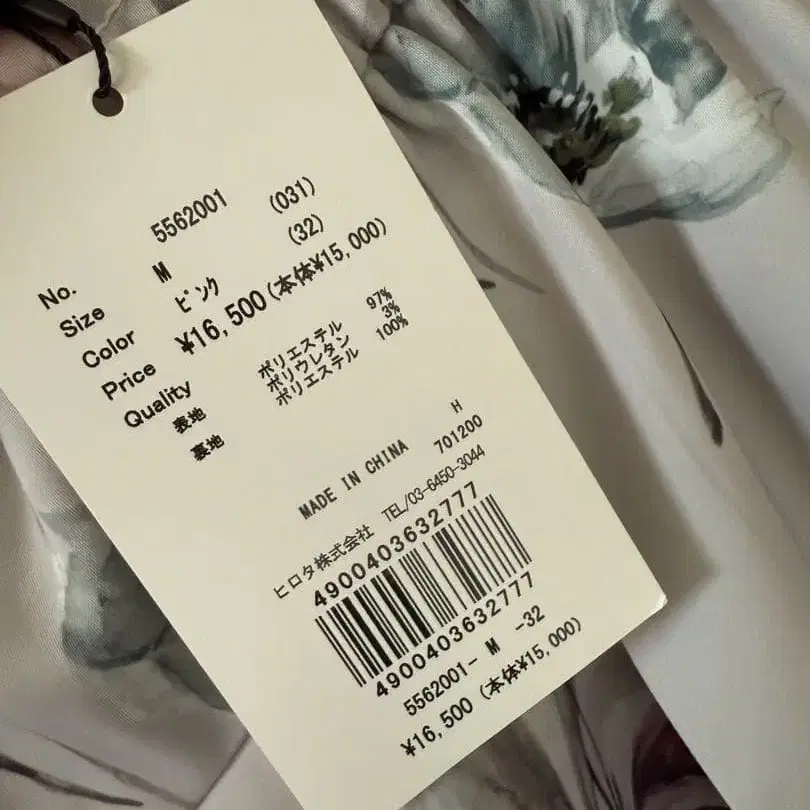 No. 5562001 (031)
Size M (32)
Color ピンク
Price ¥16,500(本体¥15,000)
Quality
表地 ポリエステル 97%
ポリウレタン 3%
裏地 ポリエステル 100%
H
MADE IN CHINA 701200
ヒロタ株式会社 TEL/03-6450-3044
4900403632777
4900403632777
5562001- M -32
¥16,500 (本体¥15,000)